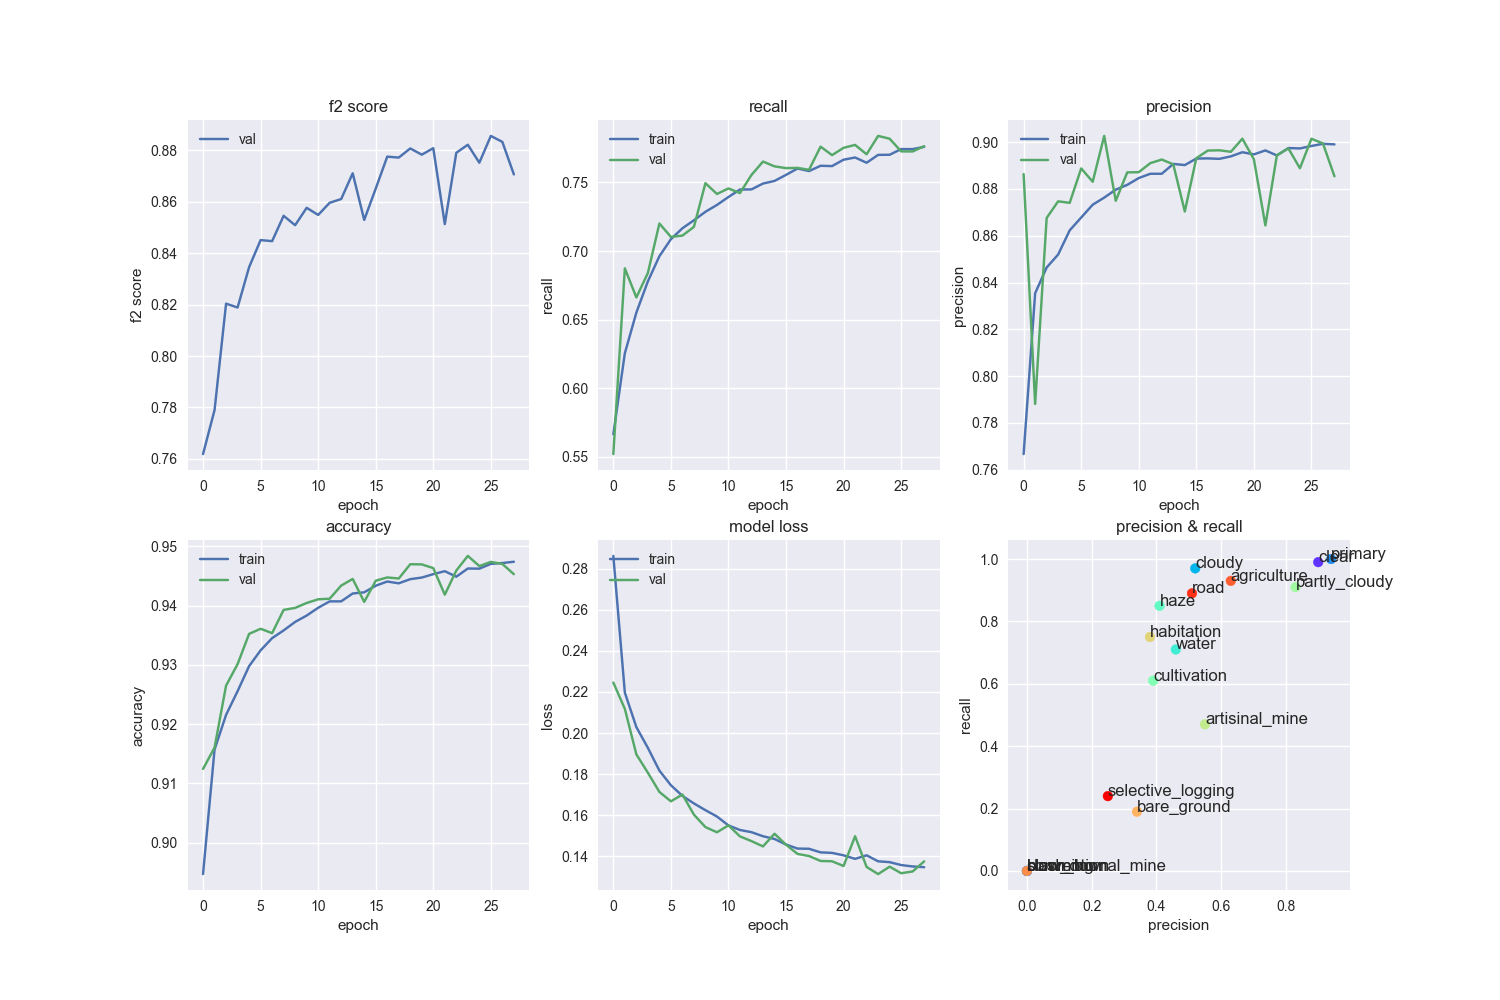 f2 score
val
0.88
0.86
0.84
0.82
0.80
0.78
0.76
f2 score
0 5 10 15 20 25
epoch
recall
train
val
0.75
0.70
0.65
0.60
0.55
recall
0 5 10 15 20 25
epoch
precision
train
val
0.90
0.88
0.86
0.84
0.82
0.80
0.78
0.76
precision
0 5 10 15 20 25
epoch
accuracy
train
val
0.95
0.94
0.93
0.92
0.91
0.90
accuracy
0 5 10 15 20 25
epoch
model loss
train
val
0.28
0.26
0.24
0.22
0.20
0.18
0.16
0.14
loss
0 5 10 15 20 25
epoch
precision & recall
1.0
0.8
0.6
0.4
0.2
0.0
recall
primary
clear
cloudy
agriculture
partly_cloudy
road
haze
habitation
water
cultivation
artisinal_mine
selective_logging
bare_ground
0.0 0.2 0.4 0.6 0.8
precision